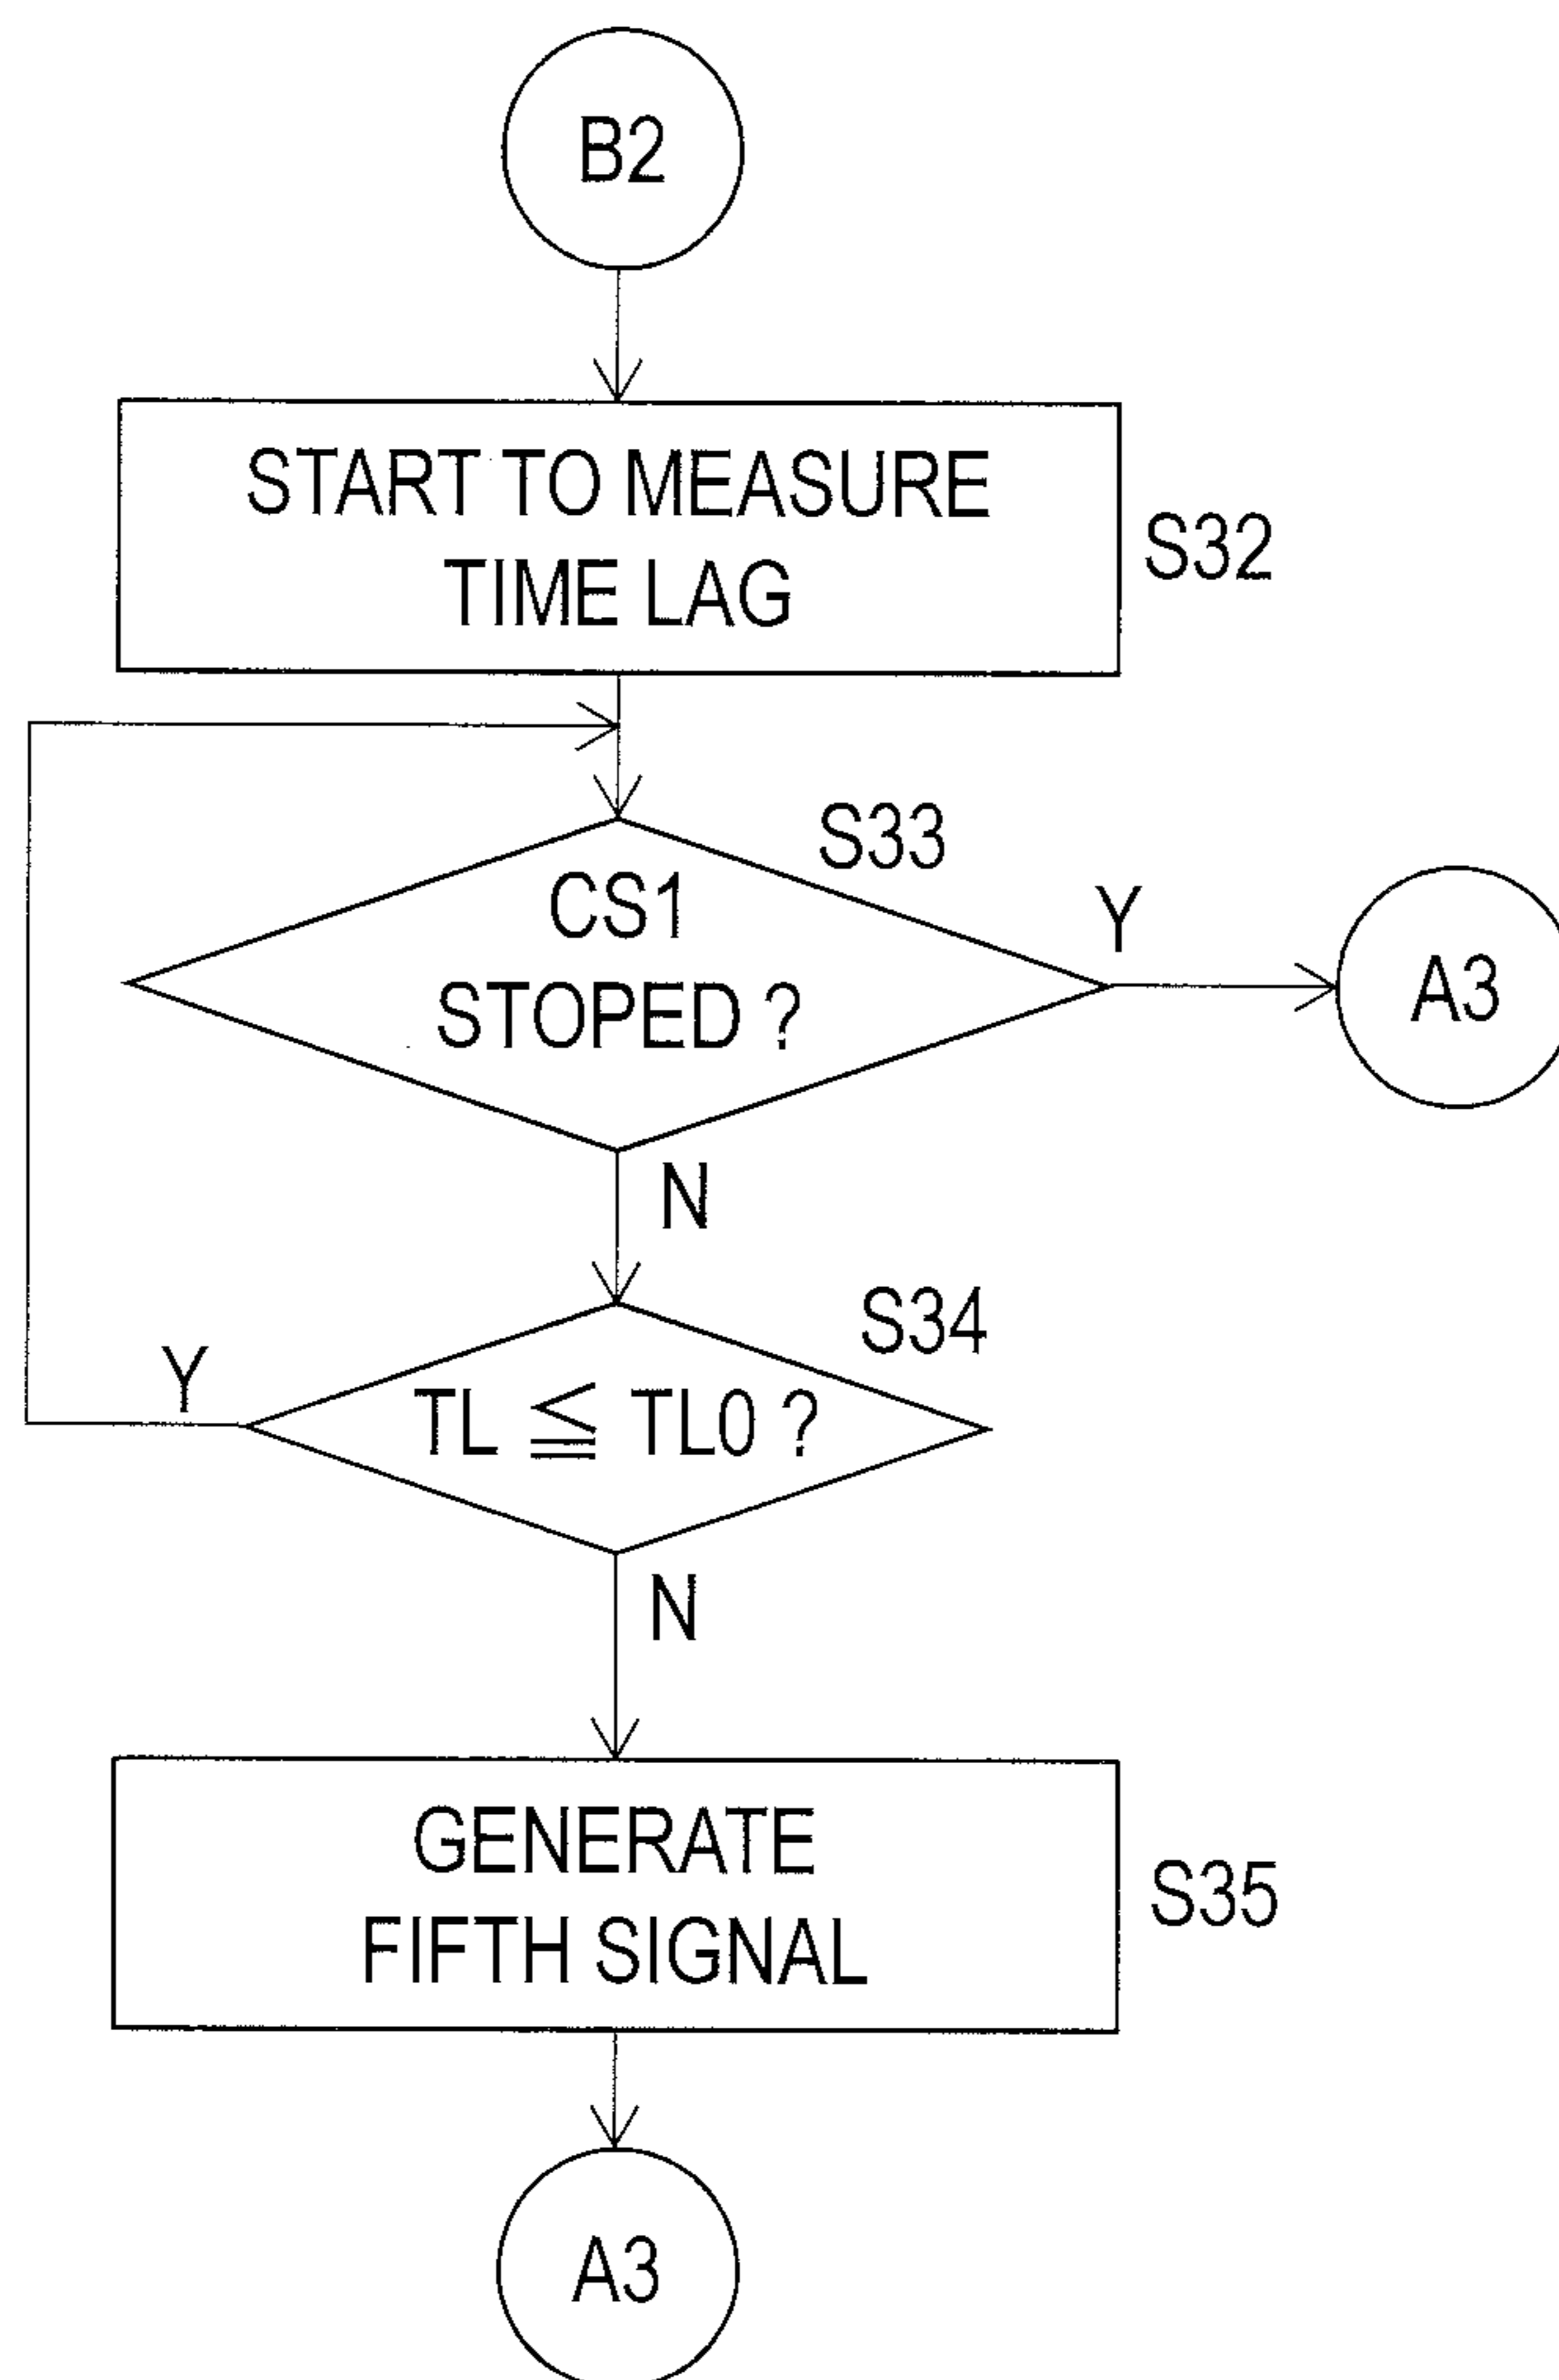 B2
START TO MEASURE
TIME LAG
S32
S33
CS1
STOPED ?
Y
A3
N
S34
Y
TL ≦ TL0 ?
N
GENERATE
FIFTH SIGNAL
S35
A3